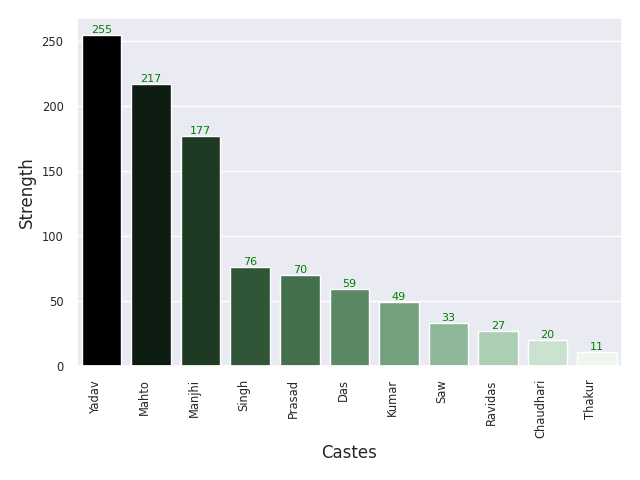 255
217
177
76
70
59
49
33
27
20
11
250
200
150
100
50
0
Strength
Yadav
Mahto
Manjhi
Singh
Prasad
Das
Kumar
Saw
Ravidas
Chaudhari
Thakur
Castes